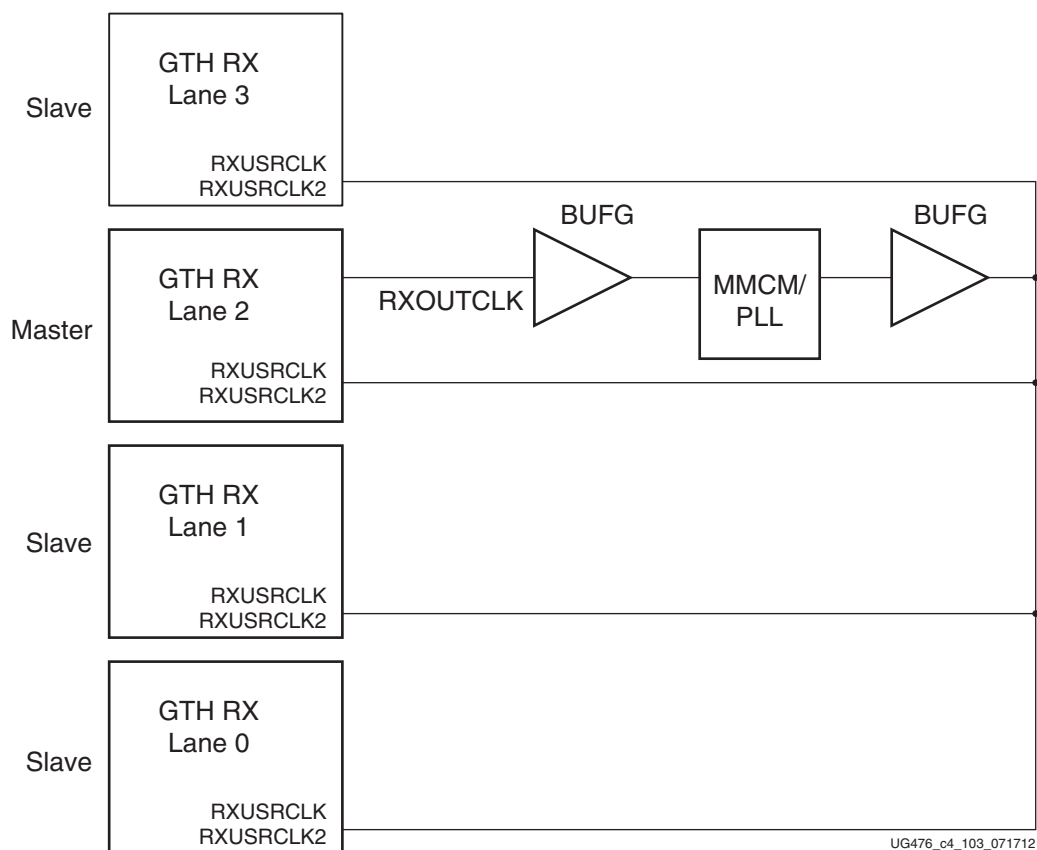 GTH RX
Lane 3
Slave
RXUSRCLK
RXUSRCLK2
BUFG
BUFG
GTH RX
Lane 2
RXOUTCLK
MMCM/
PLL
Master
RXUSRCLK
RXUSRCLK2
GTH RX
Lane 1
Slave
RXUSRCLK
RXUSRCLK2
GTH RX
Lane 0
Slave
RXUSRCLK
RXUSRCLK2
UG476_c4_103_071712